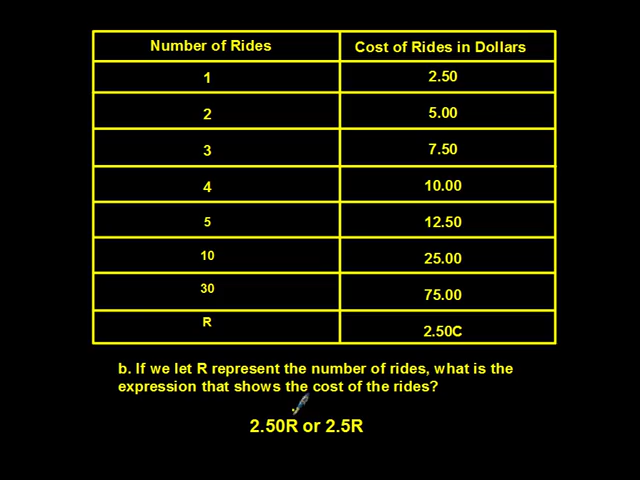 Number of Rides Cost of Rides in Dollars
1 2.50
2 5.00
3 7.50
4 10.00
5 12.50
10 25.00
30 75.00
R 2.50C
b. If we let R represent the number of rides, what is the
expression that shows the cost of the rides?
2.50R or 2.5R